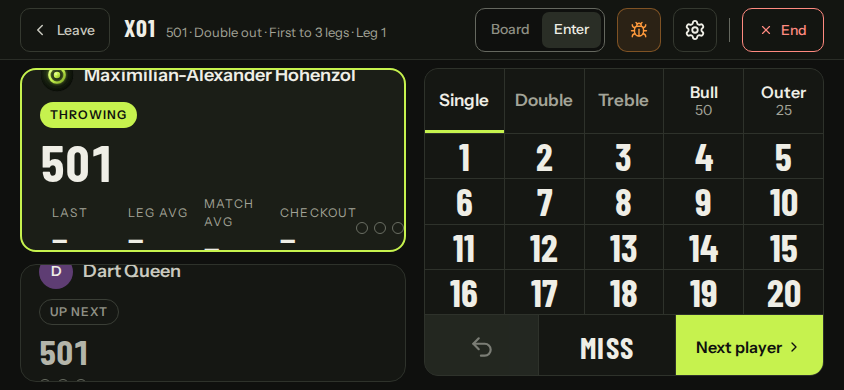 Leave
X01
501 · Double out · First to 3 legs · Leg 1
Board
Enter
End
Maximilian-Alexander Hohenzol
THROWING
501
LAST
LEG AVG
MATCH AVG
CHECKOUT
–
–
–
–
D
Dart Queen
UP NEXT
501
Single
Double
Treble
Bull
50
Outer
25
1 2 3 4 5
6 7 8 9 10
11 12 13 14 15
16 17 18 19 20
MISS
Next player